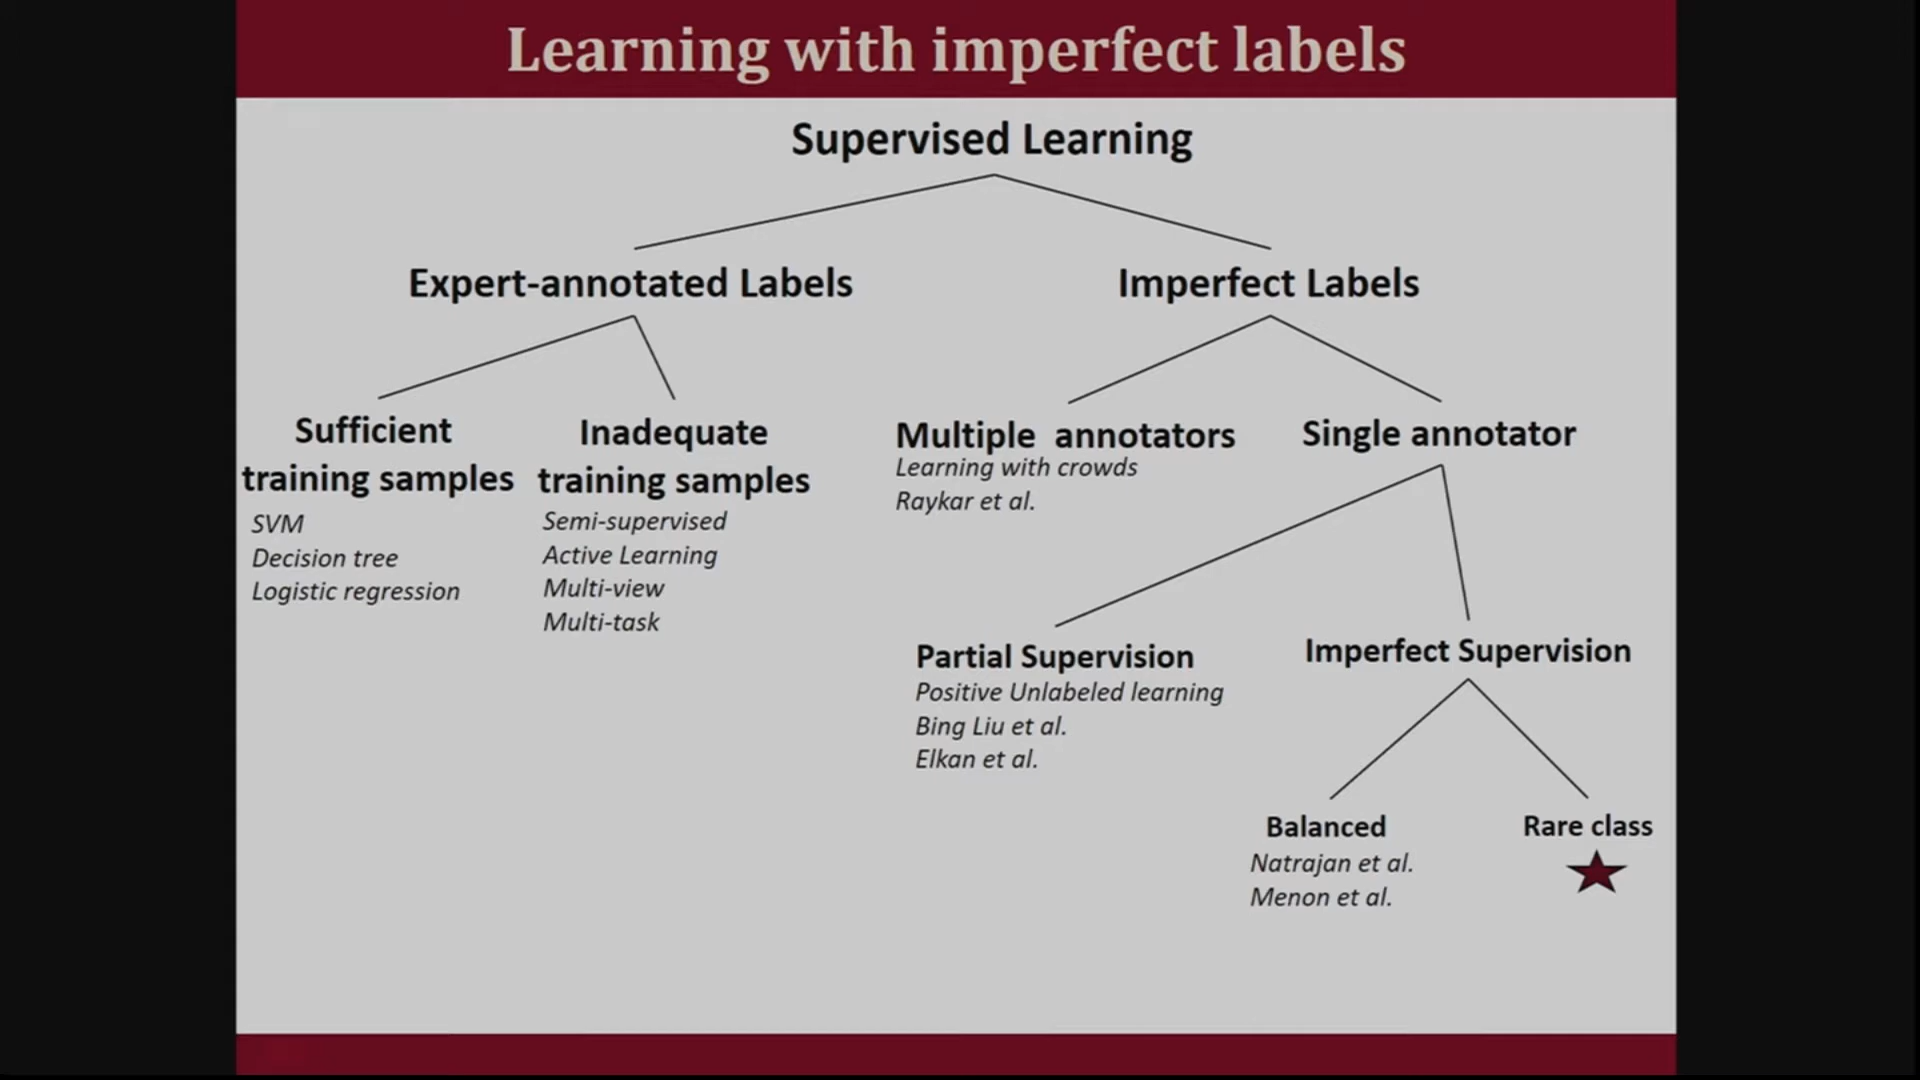 Learning with imperfect labels
Supervised Learning
Expert-annotated Labels
Imperfect Labels
Sufficient
training samples
SVM
Decision tree
Logistic regression
Inadequate
training samples
Semi-supervised
Active Learning
Multi-view
Multi-task
Multiple annotators
Learning with crowds
Raykar et al.
Single annotator
Partial Supervision
Positive Unlabeled learning
Bing Liu et al.
Elkan et al.
Imperfect Supervision
Balanced
Natrajan et al.
Menon et al.
Rare class